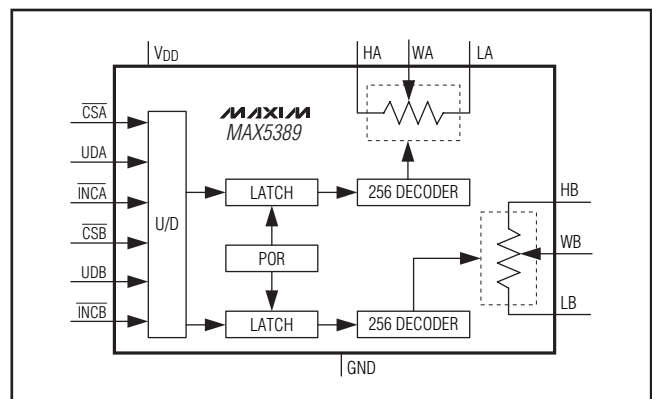 VDD
HA
WA
LA
MAXIM
MAX5389
CSA
UDA
INCA
CSB
UDB
INCB
U/D
LATCH
256 DECODER
POR
LATCH
256 DECODER
HB
WB
LB
GND